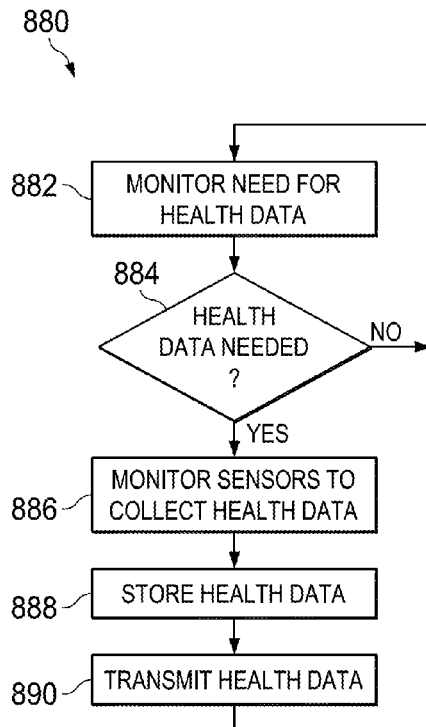 880
882
MONITOR NEED FOR
HEALTH DATA
884
HEALTH
DATA NEEDED
?
NO
YES
886
MONITOR SENSORS TO
COLLECT HEALTH DATA
888
STORE HEALTH DATA
890
TRANSMIT HEALTH DATA